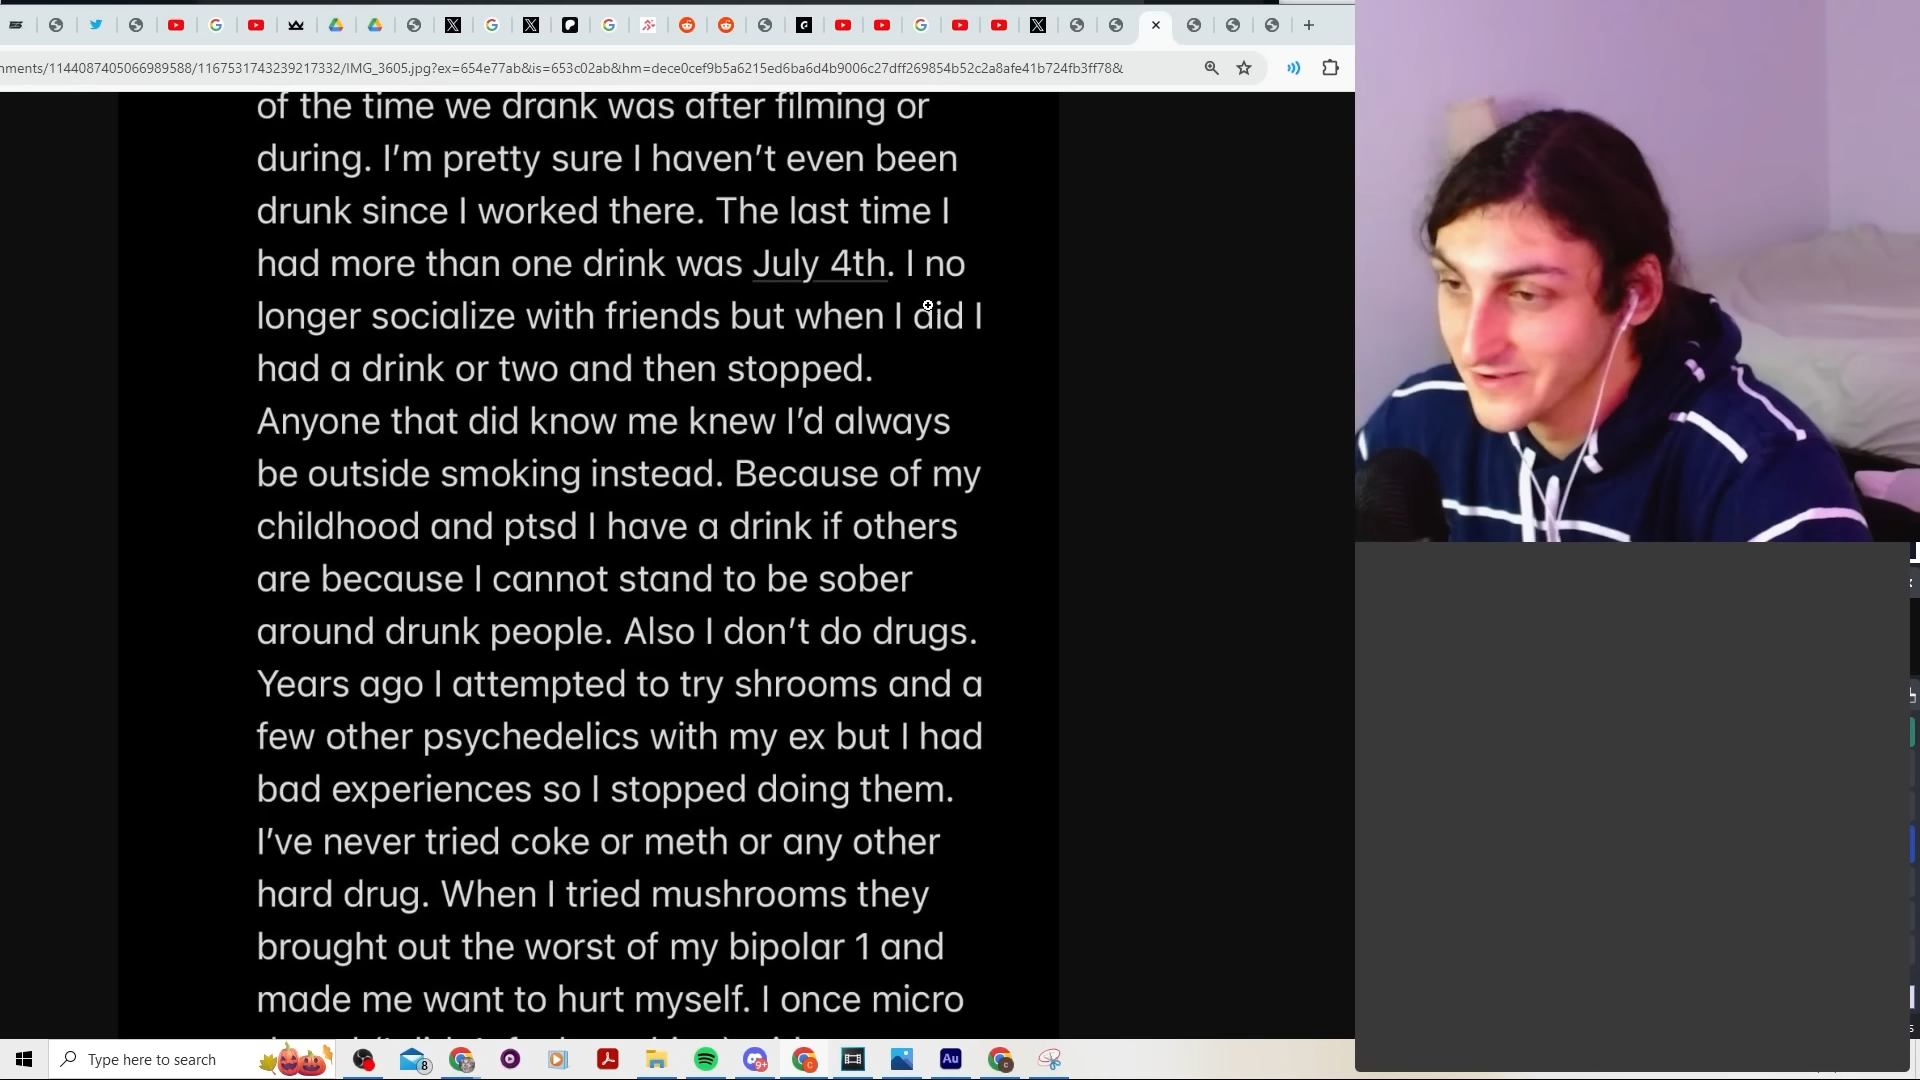 nments/1144087405066989588/1167531743239217332/IMG_3605.jpg?ex=654e77ab&is=653c02ab&hm=dece0cef9b5a6215ed6ba6d4b9006c27dff269854b52c2a8afe41b724fb3ff78&
of the time we drank was after filming or
during. I’m pretty sure I haven’t even been
drunk since I worked there. The last time I
had more than one drink was July 4th. I no
longer socialize with friends but when I did I
had a drink or two and then stopped.
Anyone that did know me knew I’d always
be outside smoking instead. Because of my
childhood and ptsd I have a drink if others
are because I cannot stand to be sober
around drunk people. Also I don’t do drugs.
Years ago I attempted to try shrooms and a
few other psychedelics with my ex but I had
bad experiences so I stopped doing them.
I’ve never tried coke or meth or any other
hard drug. When I tried mushrooms they
brought out the worst of my bipolar 1 and
made me want to hurt myself. I once micro
Type here to search
8
9+
Au